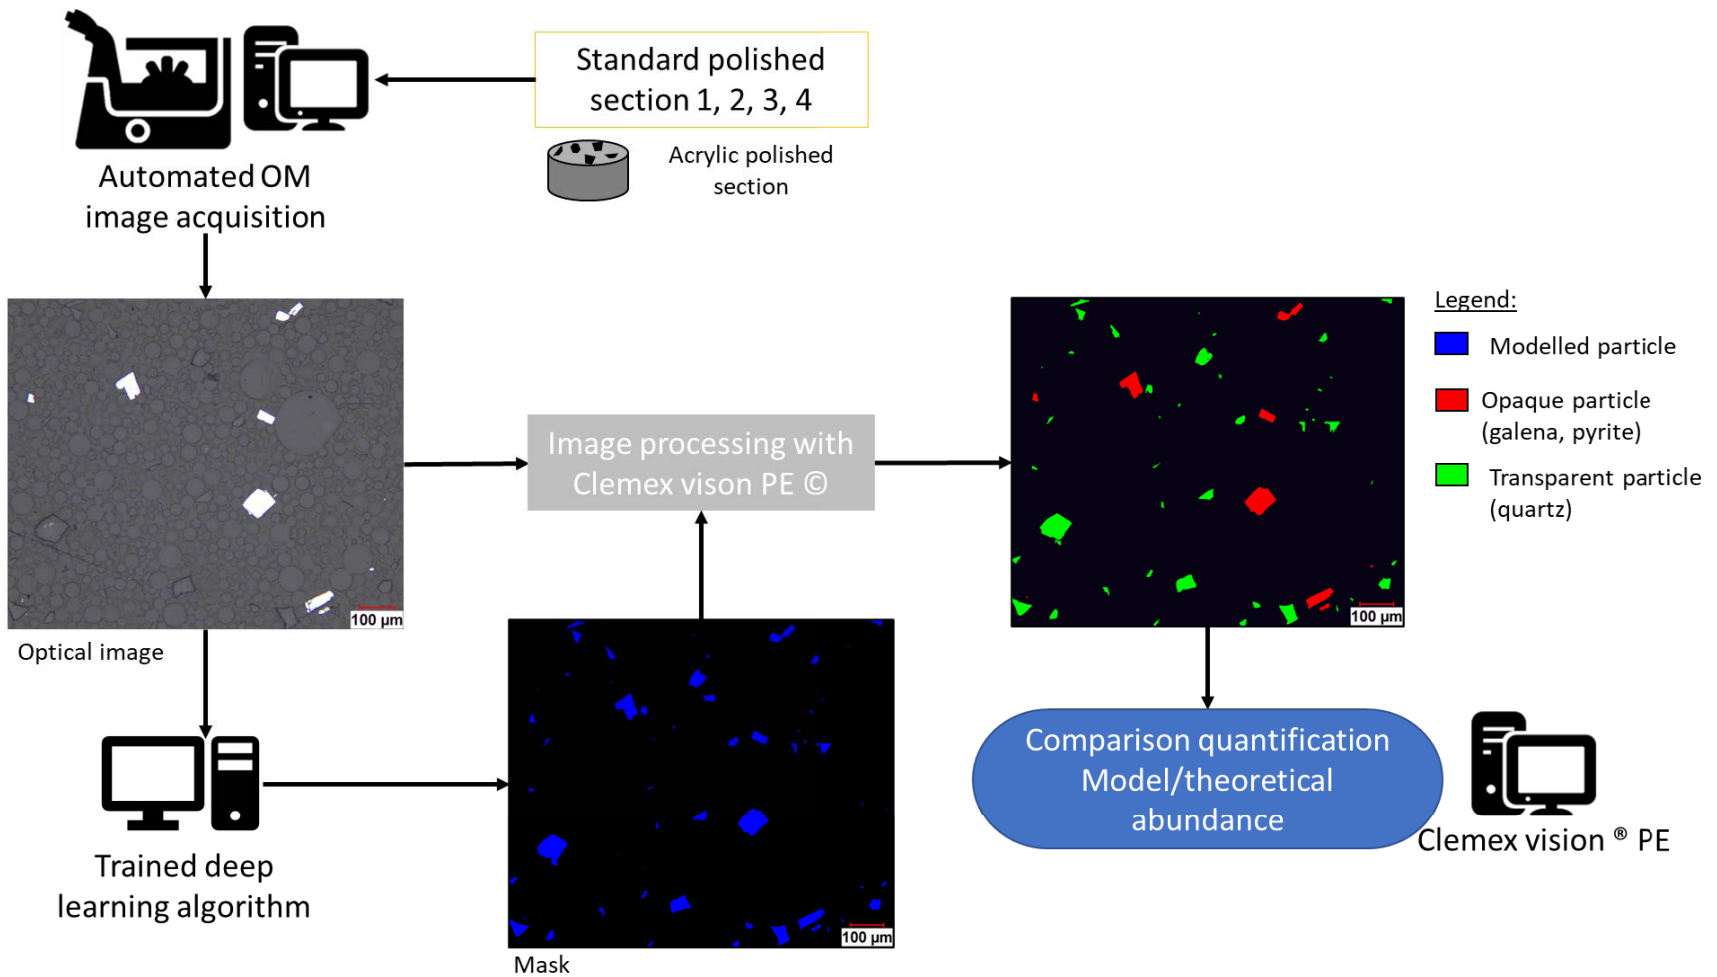 Standard polished
section 1, 2, 3, 4
Acrylic polished
section
Automated OM
image acquisition
100 µm
Optical image
Image processing with
Clemex vison PE ©
100 µm
Legend:
Modelled particle
Opaque particle
(galena, pyrite)
Transparent particle
(quartz)
Trained deep
learning algorithm
100 µm
Mask
Comparison quantification
Model/theoretical
abundance
Clemex vision ® PE